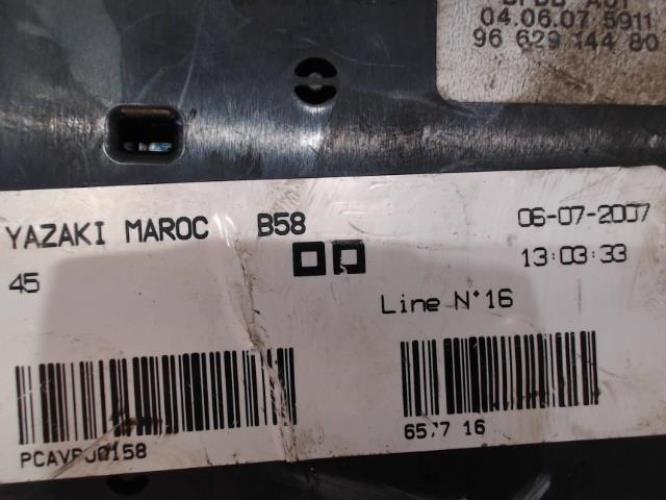 04.06.07 5911
96 629 144 80
YAZAKI MAROC B58 06-07-2007
45 13:03:33
Line N°16
16